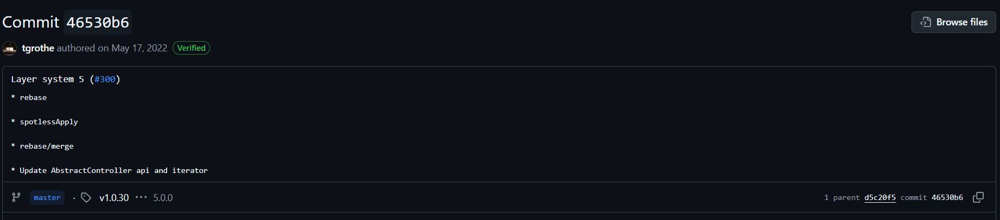 Commit 46530b6
Browse files
tgrothe authored on May 17, 2022 Verified
Layer system 5 (#300)
* rebase
* spotlessApply
* rebase/merge
* Update AbstractController api and iterator
master · v1.0.30 ··· 5.0.0
1 parent d5c20f5 commit 46530b6